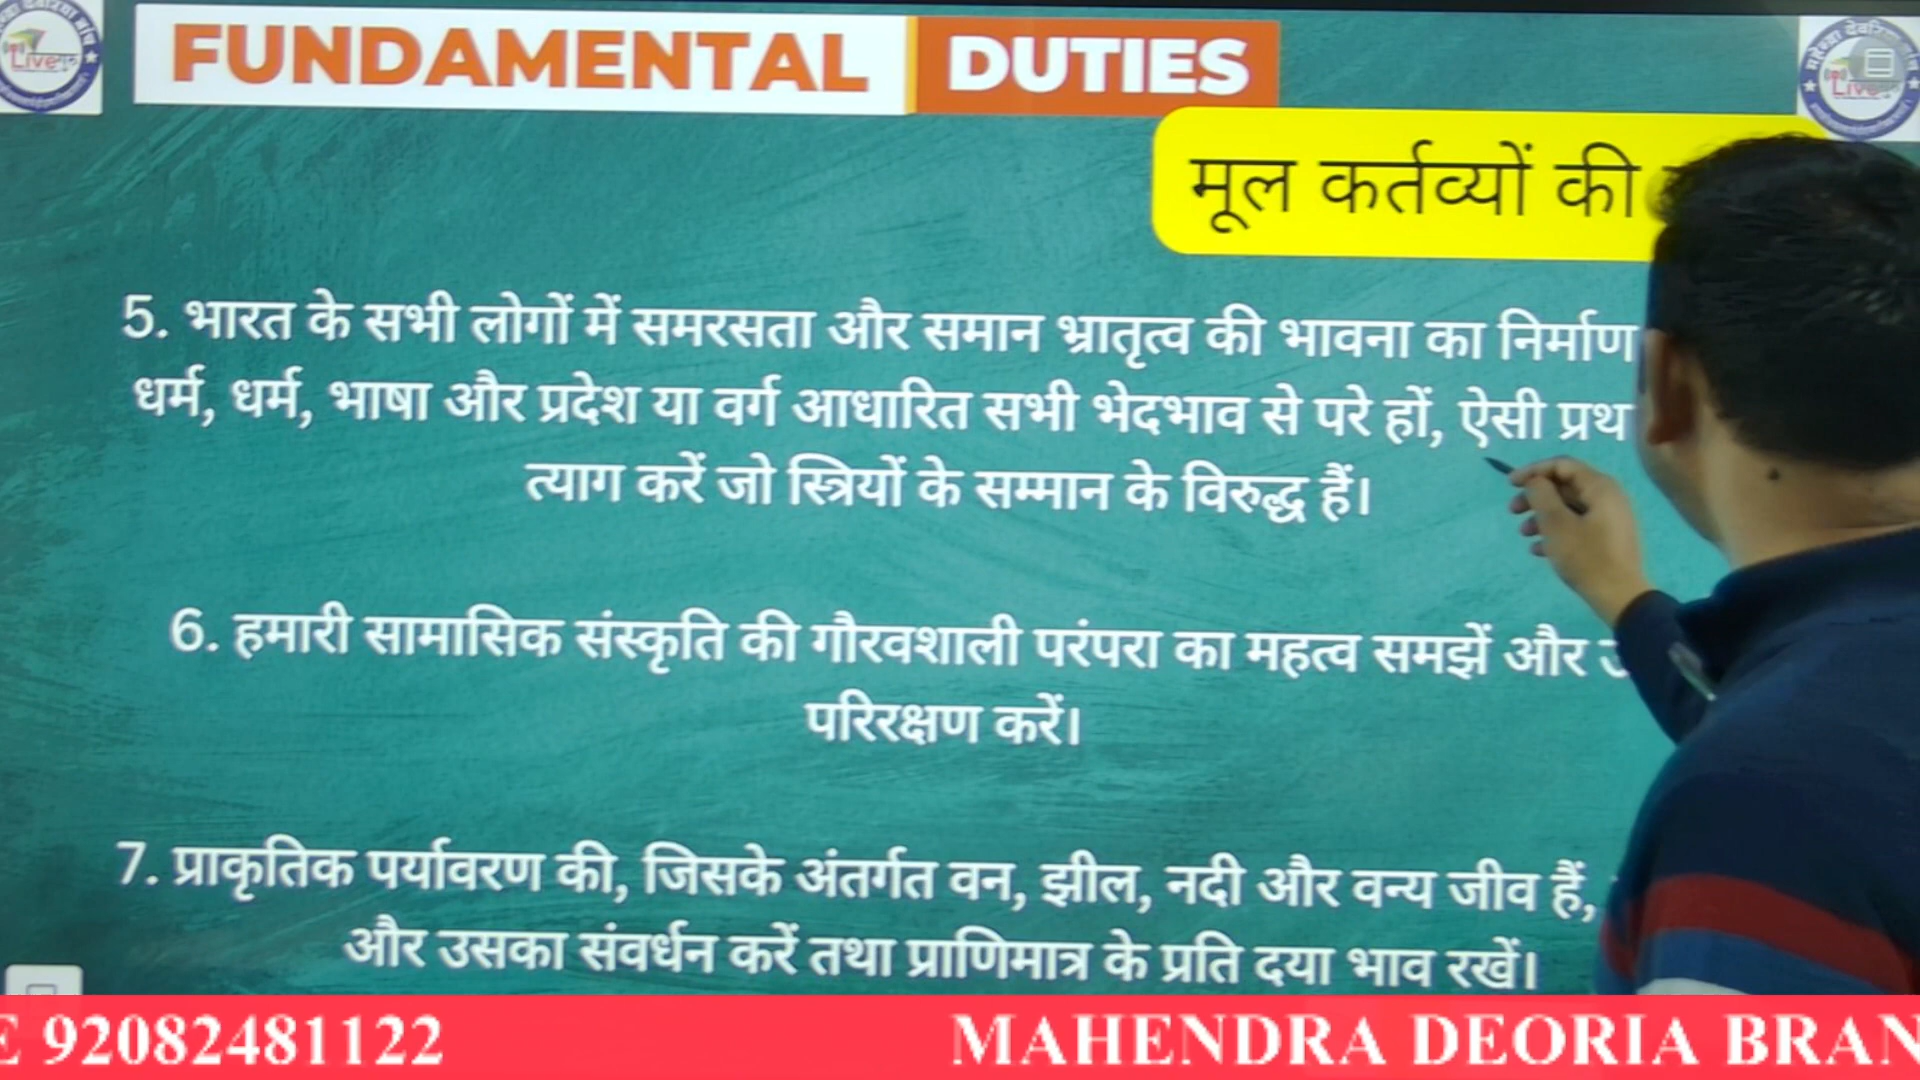 FUNDAMENTAL DUTIES
मूल कर्तव्यों की
5. भारत के सभी लोगों में समरसता और समान भ्रातृत्व की भावना का निर्माण
धर्म, धर्म, भाषा और प्रदेश या वर्ग आधारित सभी भेदभाव से परे हों, ऐसी
त्याग करें जो स्त्रियों के सम्मान के विरुद्ध हैं।
6. हमारी सामासिक संस्कृति की गौरवशाली परंपरा का महत्व समझें और
परिरक्षण करें।
7. प्राकृतिक पर्यावरण की, जिसके अंतर्गत वन, झील, नदी और वन्य जीव हैं,
और उसका संवर्धन करें तथा प्राणिमात्र के प्रति दया भाव रखें।
Live
Live
E 92082481122 MAHENDRA DEORIA BRAN